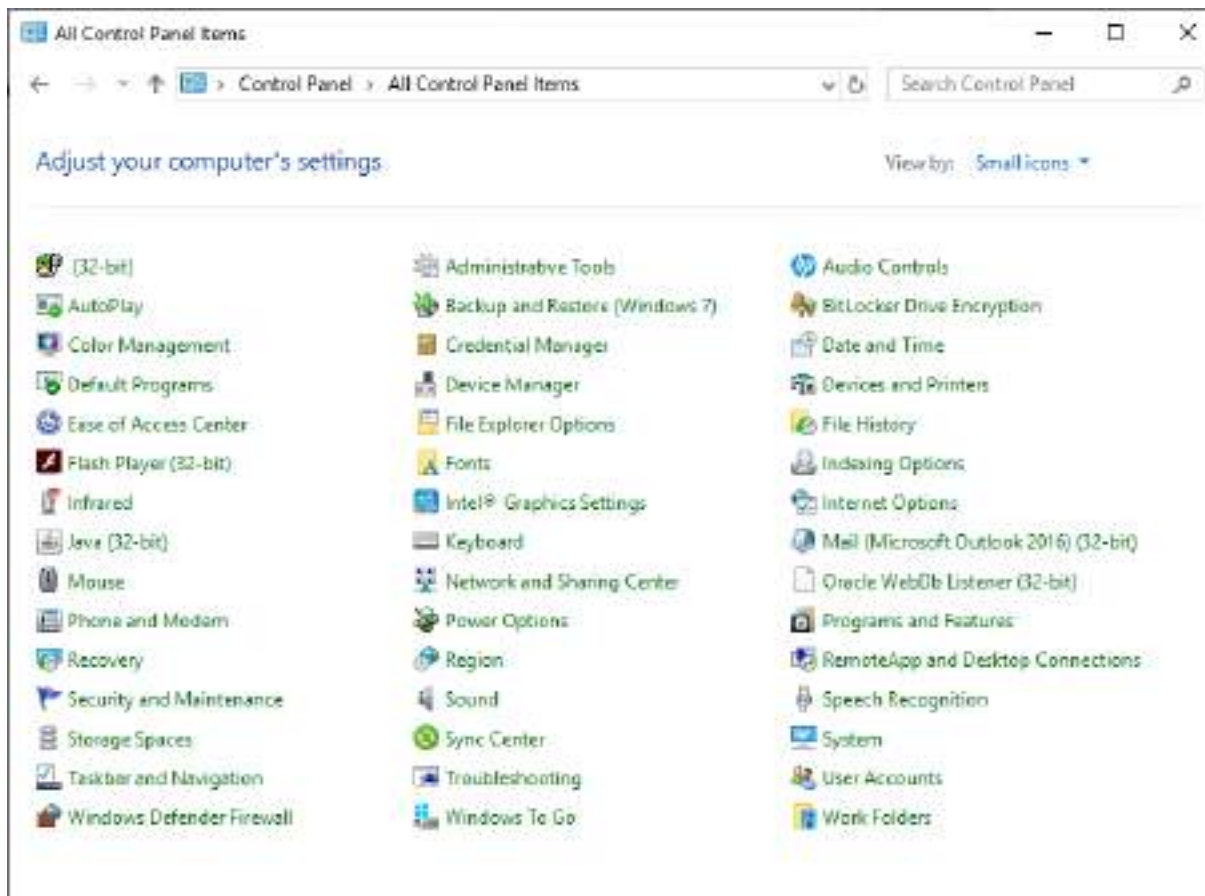 All Control Panel Items
Control Panel > All Control Panel Items
Search Control Panel
Adjust your computer's settings
View by: Small icons
(32-bit) Administrative Tools Audio Controls
AutoPlay Backup and Restore (Windows 7) BitLocker Drive Encryption
Color Management Credential Manager Date and Time
Default Programs Device Manager Devices and Printers
Ease of Access Center File Explorer Options File History
Flash Player (32-bit) Fonts Indexing Options
Infrared Intel® Graphics Settings Internet Options
Java (32-bit) Keyboard Mail (Microsoft Outlook 2016) (32-bit)
Mouse Network and Sharing Center Oracle WebDb Listener (32-bit)
Phone and Modem Power Options Programs and Features
Recovery Region RemoteApp and Desktop Connections
Security and Maintenance Sound Speech Recognition
Storage Spaces Sync Center System
Taskbar and Navigation Troubleshooting User Accounts
Windows Defender Firewall Windows To Go Work Folders